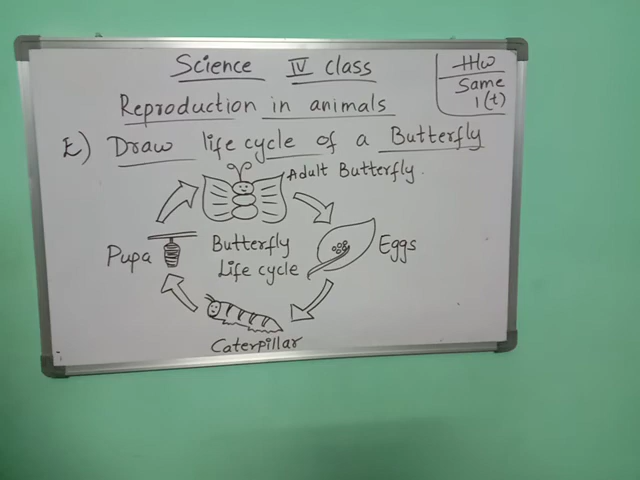 Science IV class
H/w
Same
1(t)
Reproduction in animals
E) Draw life cycle of a Butterfly
Adult Butterfly.
Pupa
Butterfly
Life cycle
Eggs
Caterpillar